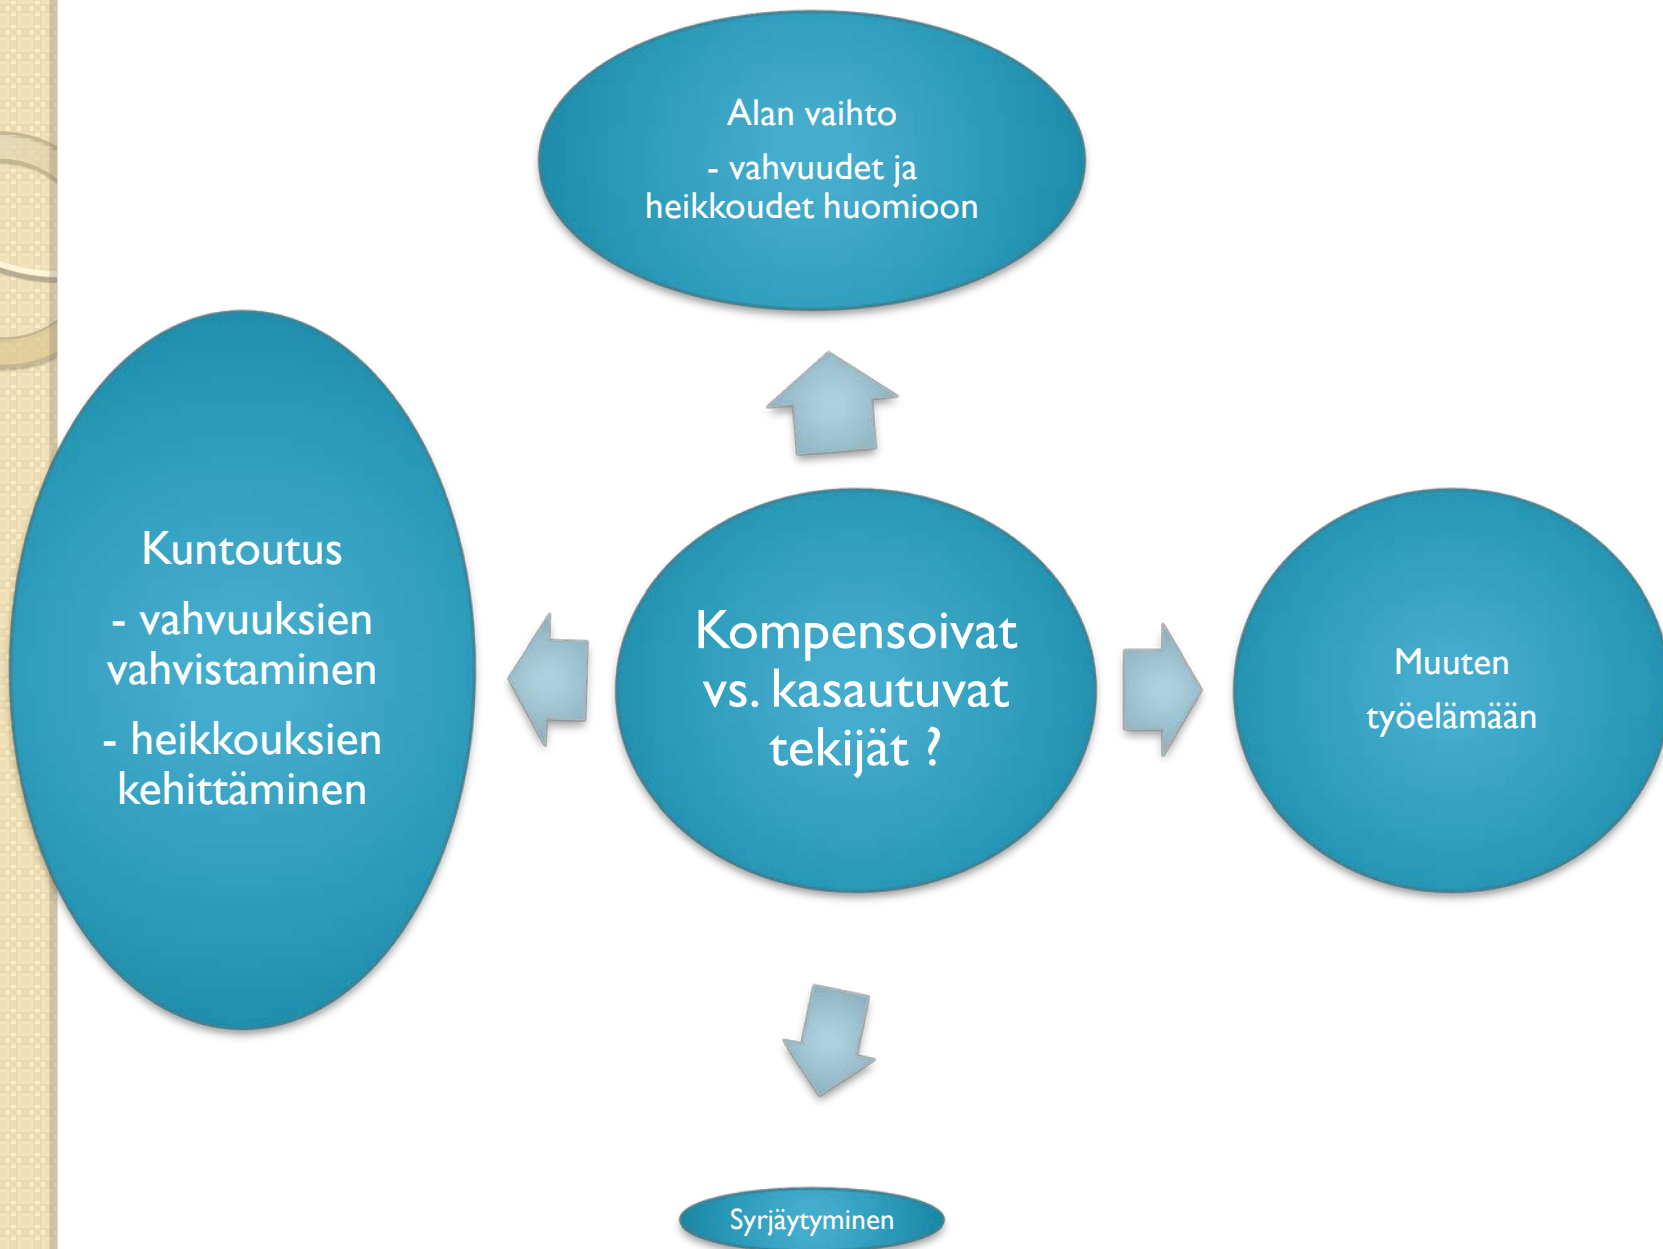 Alan vaihto
- vahvuudet ja
heikkoudet huomioon
Kuntoutus
- vahvuuksien
vahvistaminen
- heikkouksien
kehittäminen
Kompensoivat
vs. kasautuvat
tekijät ?
Muuten
työelämään
Syrjäytyminen